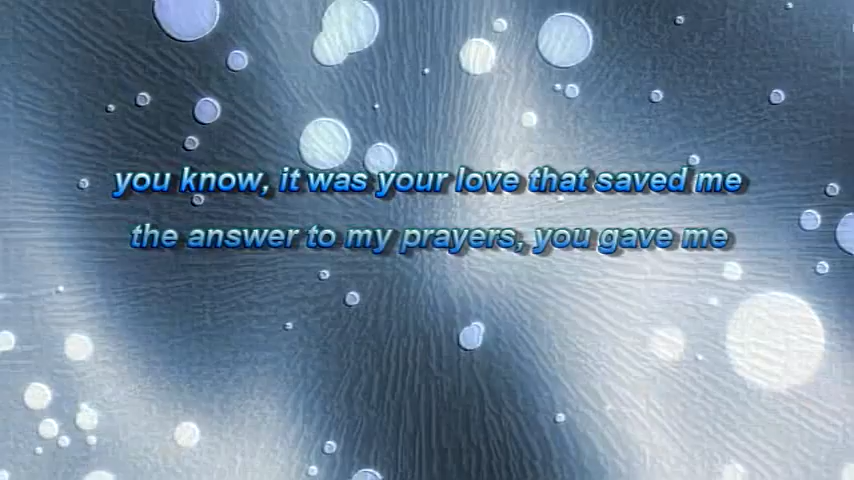 you know, it was your love that saved me
the answer to my prayers, you gave me